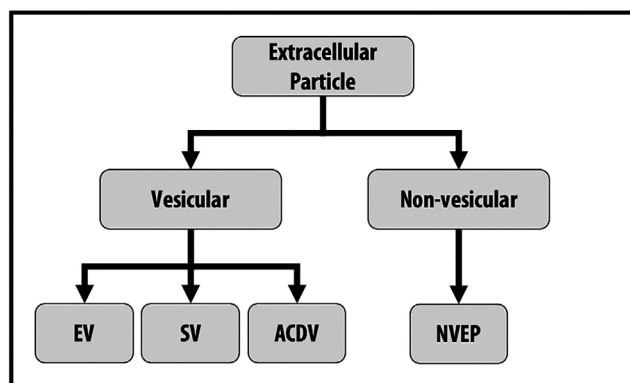 Extracellular
Particle
Vesicular
Non-vesicular
EV
SV
ACDV
NVEP